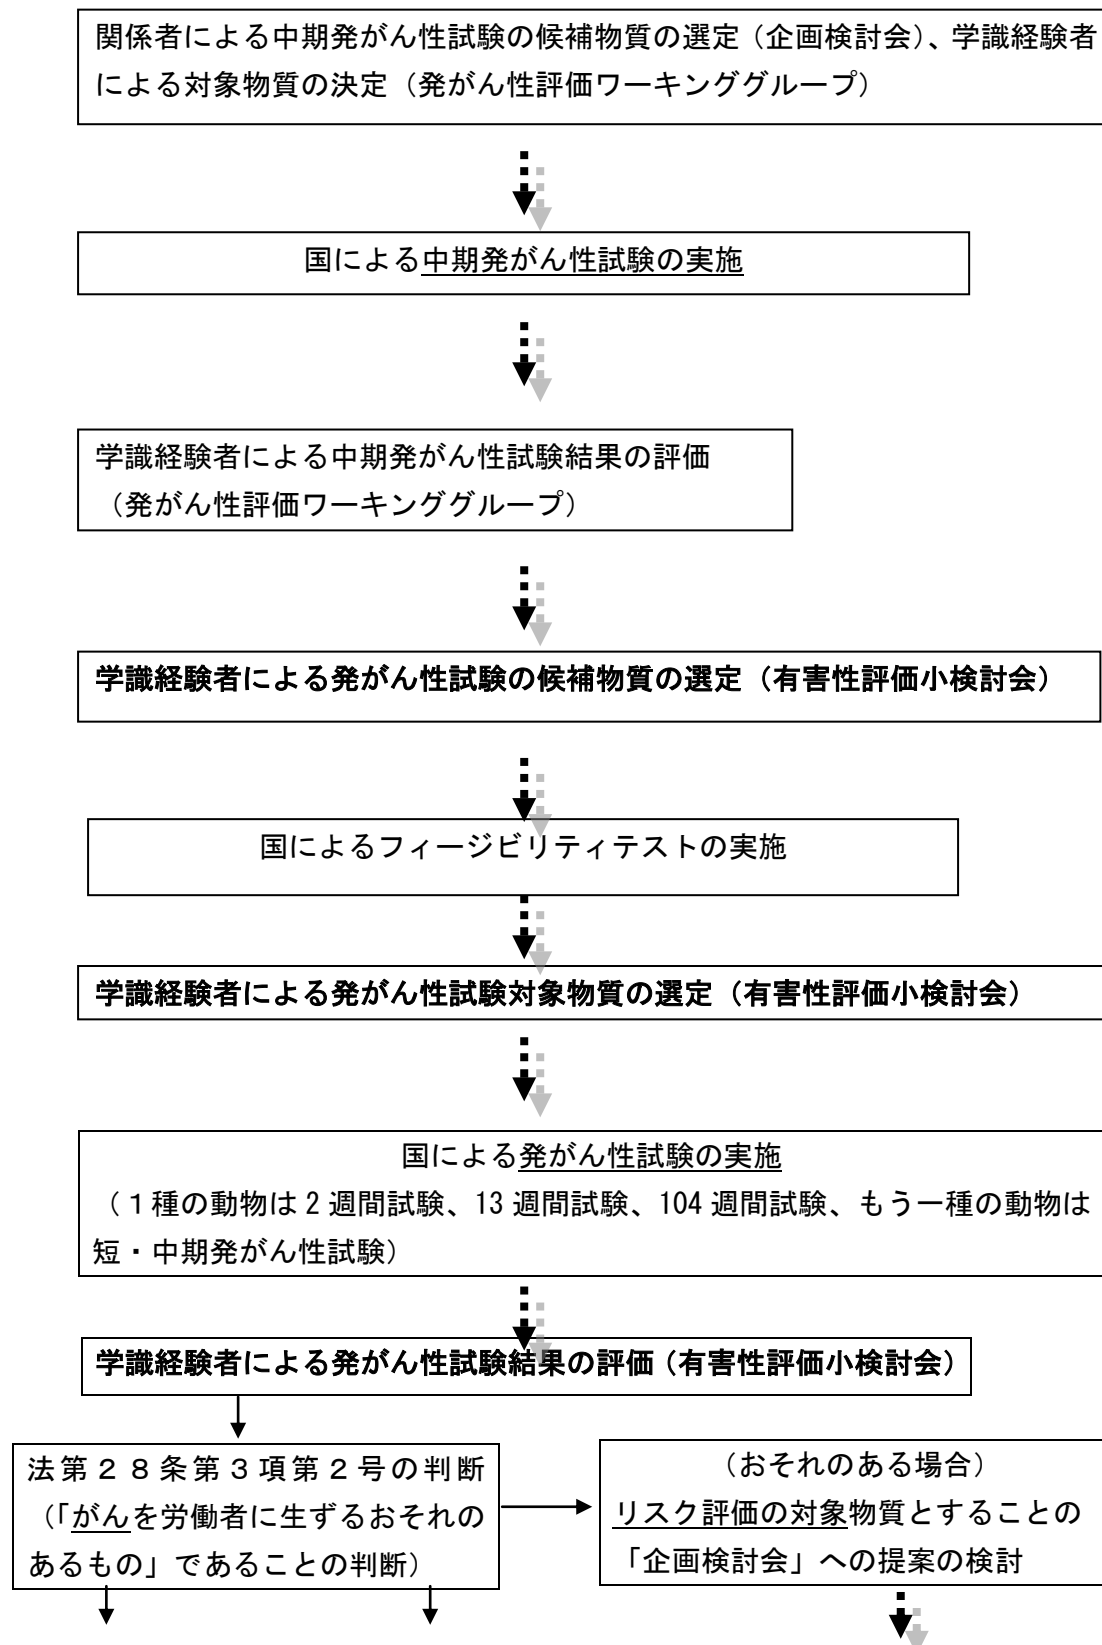 関係者による中期発がん性試験の候補物質の選定(企画検討会)、学識経験者
による対象物質の決定(発がん性評価ワーキンググループ)
国による中期発がん性試験の実施
学識経験者による中期発がん性試験結果の評価
(発がん性評価ワーキンググループ)
学識経験者による発がん性試験の候補物質の選定(有害性評価小検討会)
国によるフィージビリティテストの実施
学識経験者による発がん性試験対象物質の選定(有害性評価小検討会)
国による発がん性試験の実施
(1種の動物は2週間試験、13週間試験、104週間試験、もう一種の動物は
短・中期発がん性試験)
学識経験者による発がん性試験結果の評価(有害性評価小検討会)
法第28条第3項第2号の判断
(「がんを労働者に生ずるおそれの
あるもの」であることの判断)
(おそれのある場合)
リスク評価の対象物質とすることの
「企画検討会」への提案の検討